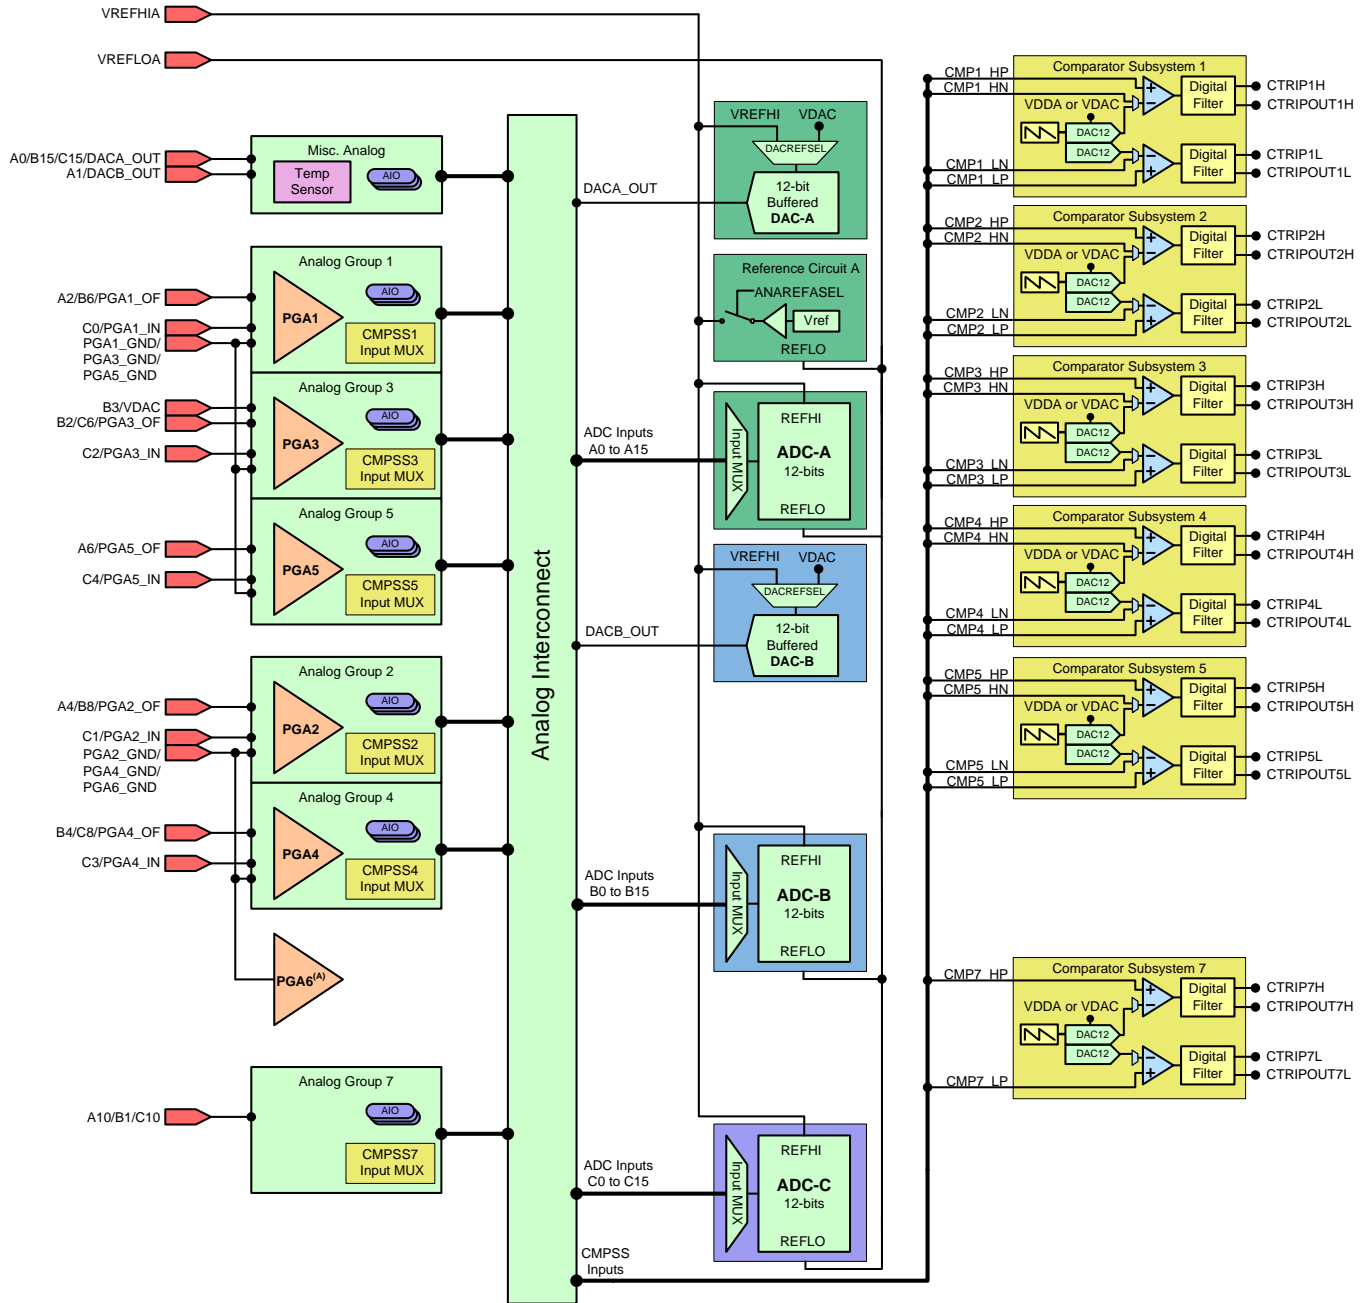 VREFHIA
VREFLOA
A0/B15/C15/DACA_OUT
A1/DACB_OUT
Misc. Analog
Temp
Sensor
AIO
Analog Group 1
A2/B6/PGA1_OF
C0/PGA1_IN
PGA1_GND/
PGA3_GND/
PGA5_GND
PGA1
AIO
CMPSS1
Input MUX
Analog Group 3
B3/VDAC
B2/C6/PGA3_OF
C2/PGA3_IN
PGA3
AIO
CMPSS3
Input MUX
Analog Group 5
A6/PGA5_OF
C4/PGA5_IN
PGA5
AIO
CMPSS5
Input MUX
Analog Group 2
A4/B8/PGA2_OF
C1/PGA2_IN
PGA2_GND/
PGA4_GND/
PGA6_GND
PGA2
AIO
CMPSS2
Input MUX
Analog Group 4
B4/C8/PGA4_OF
C3/PGA4_IN
PGA4
AIO
CMPSS4
Input MUX
PGA6(A)
Analog Group 7
A10/B1/C10
AIO
CMPSS7
Input MUX
Analog Interconnect
VREFHI
VDAC
DACREFSEL
DACA_OUT
12-bit
Buffered
DAC-A
Reference Circuit A
ANAREFASEL
Vref
REFLO
ADC Inputs
A0 to A15
Input MUX
REFHI
ADC-A
12-bits
REFLO
VREFHI
VDAC
DACREFSEL
DACB_OUT
12-bit
Buffered
DAC-B
ADC Inputs
B0 to B15
Input MUX
REFHI
ADC-B
12-bits
REFLO
ADC Inputs
C0 to C15
Input MUX
REFHI
ADC-C
12-bits
REFLO
CMPSS
Inputs
Comparator Subsystem 1
CMP1_HP
CMP1_HN
VDDA or VDAC
DAC12
DAC12
CMP1_LN
CMP1_LP
Digital
Filter
Digital
Filter
CTRIP1H
CTRIPOUT1H
CTRIP1L
CTRIPOUT1L
Comparator Subsystem 2
CMP2_HP
CMP2_HN
VDDA or VDAC
DAC12
DAC12
CMP2_LN
CMP2_LP
Digital
Filter
Digital
Filter
CTRIP2H
CTRIPOUT2H
CTRIP2L
CTRIPOUT2L
Comparator Subsystem 3
CMP3_HP
CMP3_HN
VDDA or VDAC
DAC12
DAC12
CMP3_LN
CMP3_LP
Digital
Filter
Digital
Filter
CTRIP3H
CTRIPOUT3H
CTRIP3L
CTRIPOUT3L
Comparator Subsystem 4
CMP4_HP
CMP4_HN
VDDA or VDAC
DAC12
DAC12
CMP4_LN
CMP4_LP
Digital
Filter
Digital
Filter
CTRIP4H
CTRIPOUT4H
CTRIP4L
CTRIPOUT4L
Comparator Subsystem 5
CMP5_HP
CMP5_HN
VDDA or VDAC
DAC12
DAC12
CMP5_LN
CMP5_LP
Digital
Filter
Digital
Filter
CTRIP5H
CTRIPOUT5H
CTRIP5L
CTRIPOUT5L
Comparator Subsystem 7
CMP7_HP
VDDA or VDAC
DAC12
DAC12
CMP7_LP
Digital
Filter
Digital
Filter
CTRIP7H
CTRIPOUT7H
CTRIP7L
CTRIPOUT7L